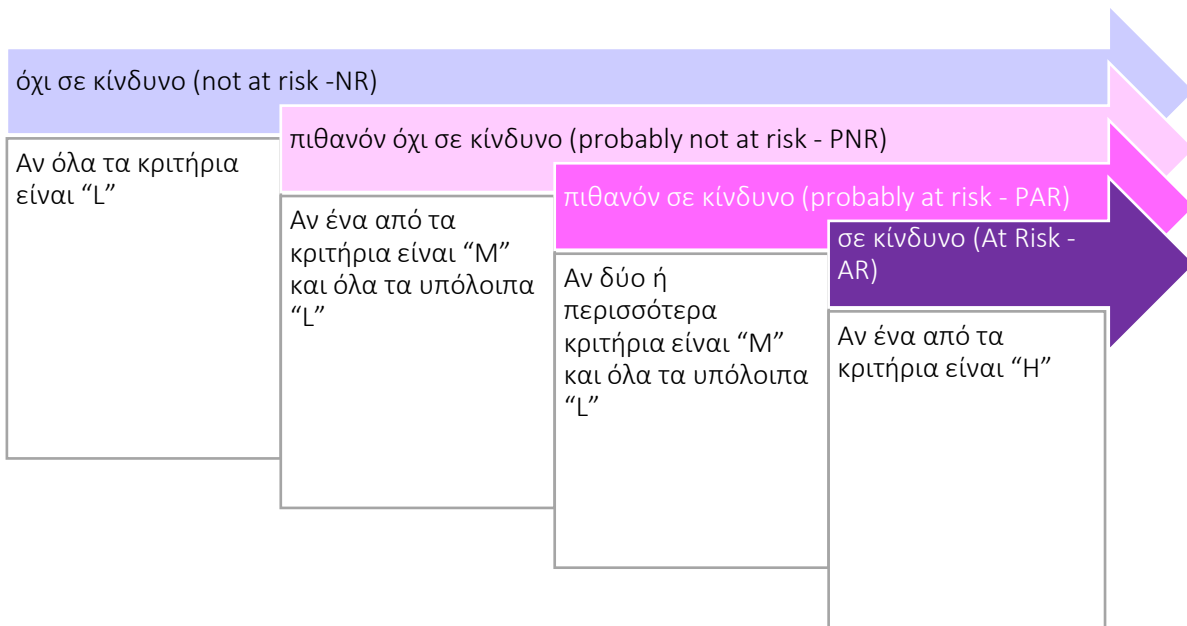 όχι σε κίνδυνο (not at risk -NR)
Αν όλα τα κριτήρια
είναι “L”
πιθανόν όχι σε κίνδυνο (probably not at risk - PNR)
Αν ένα από τα
κριτήρια είναι “M”
και όλα τα υπόλοιπα
“L”
πιθανόν σε κίνδυνο (probably at risk - PAR)
Αν δύο ή
περισσότερα
κριτήρια είναι “M”
και όλα τα υπόλοιπα
“L”
σε κίνδυνο (At Risk -
AR)
Αν ένα από τα
κριτήρια είναι “H”